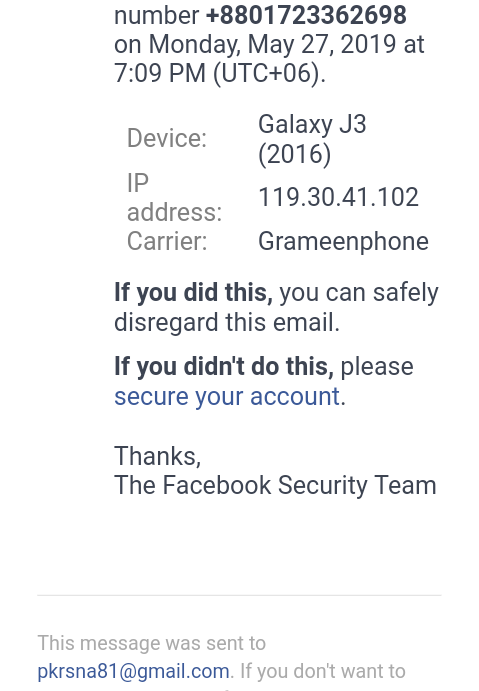 number +8801723362698
on Monday, May 27, 2019 at
7:09 PM (UTC+06).
Device:
Galaxy J3
(2016)
IP
address:
119.30.41.102
Carrier:
Grameenphone
If you did this, you can safely
disregard this email.
If you didn't do this, please
secure your account.
Thanks,
The Facebook Security Team
This message was sent to
pkrsna81@gmail.com. If you don't want to